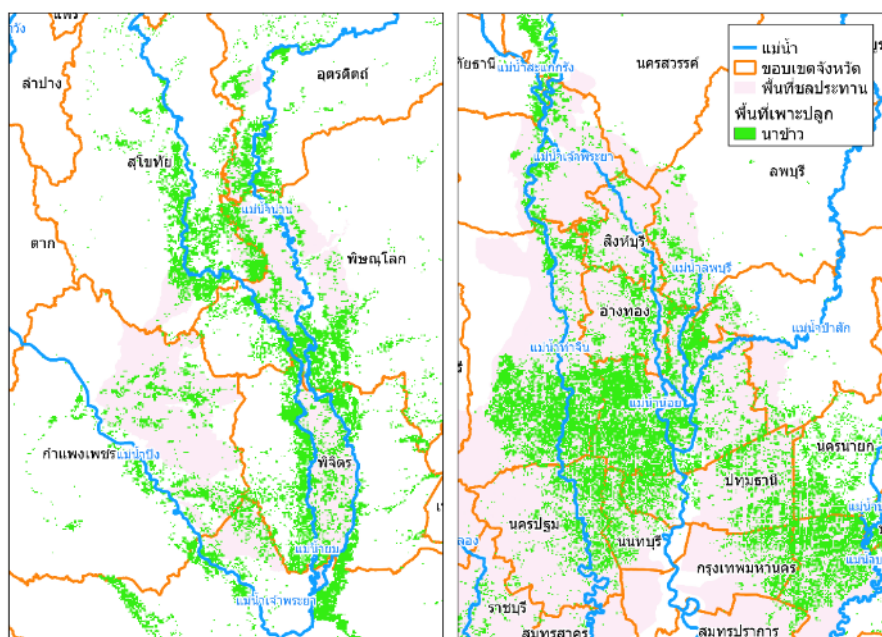 แพร่
อุตรดิตถ์
ลำปาง
สุโขทัย
แม่น้ำน่าน
ตาก
พิษณุโลก
กำแพงเพชร
แม่น้ำปิง
พิจิตร
แม่น้ำยม
แม่น้ำเจ้าพระยา
แม่น้ำสะแกกรัง
นครสวรรค์
แม่น้ำ
ขอบเขตจังหวัด
พื้นที่ชลประทาน
พื้นที่เพาะปลูก
นาข้าว
แม่น้ำเจ้าพระยา
ลพบุรี
สิงห์บุรี
แม่น้ำลพบุรี
อ่างทอง
แม่น้ำป่าสัก
แม่น้ำท่าจีน
แม่น้ำน้อย
นครนายก
ปทุมธานี
นครปฐม
นนทบุรี
กรุงเทพมหานคร
ราชบุรี
สมุทรสาคร
สมุทรปราการ